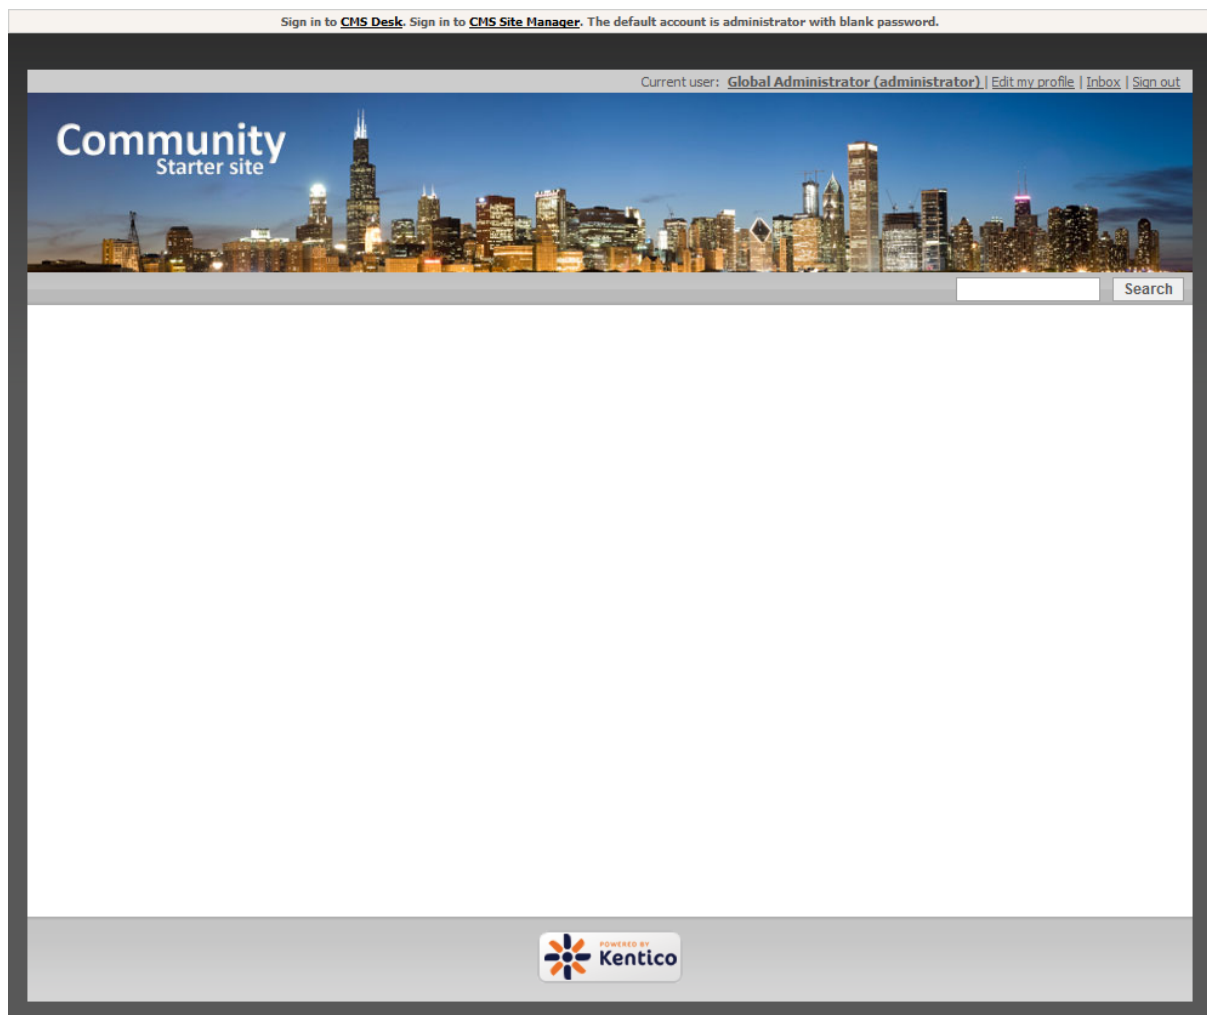 Sign in to CMS Desk. Sign in to CMS Site Manager. The default account is administrator with blank password.
Current user: Global Administrator (administrator) | Edit my profile | Inbox | Sign out
Community
Starter site
Search
POWERED BY
Kentico